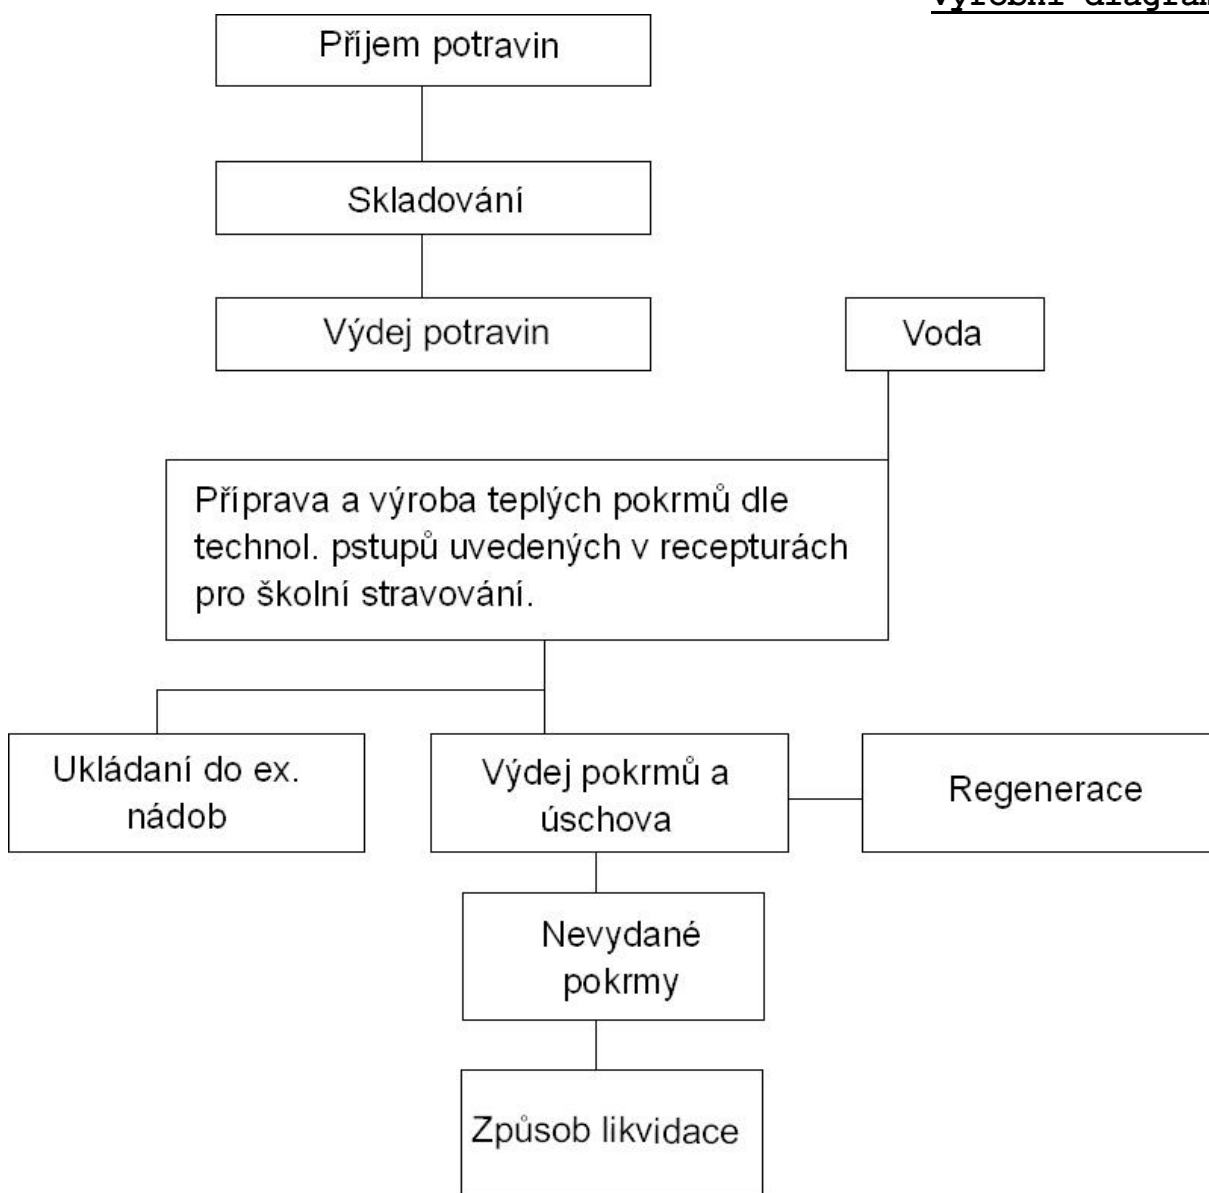 Výrobní diagram
Příjem potravin
Skladování
Výdej potravin
Voda
Příprava a výroba teplých pokrmů dle
technol. pstupů uvedených v recepturách
pro školní stravování.
Ukládaní do ex.
nádob
Výdej pokrmů a
úschova
Regenerace
Nevydané
pokrmy
Způsob likvidace